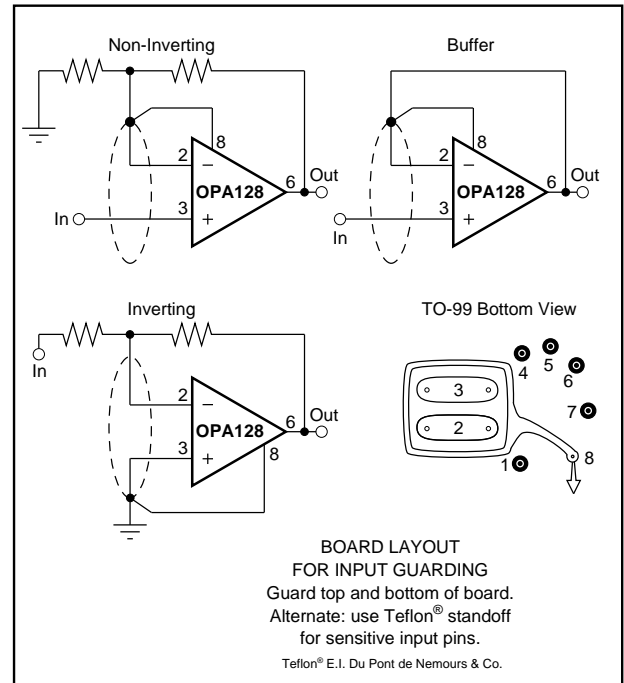 Non-Inverting
8
2
−
OPA128
6
Out
3
+
In
Buffer
8
2
−
OPA128
6
Out
3
+
In
Inverting
In
2
−
OPA128
6
Out
3
+
8
TO-99 Bottom View
4
5
6
3
7
2
1
8
BOARD LAYOUT
FOR INPUT GUARDING
Guard top and bottom of board.
Alternate: use Teflon® standoff
for sensitive input pins.
Teflon® E.I. Du Pont de Nemours & Co.